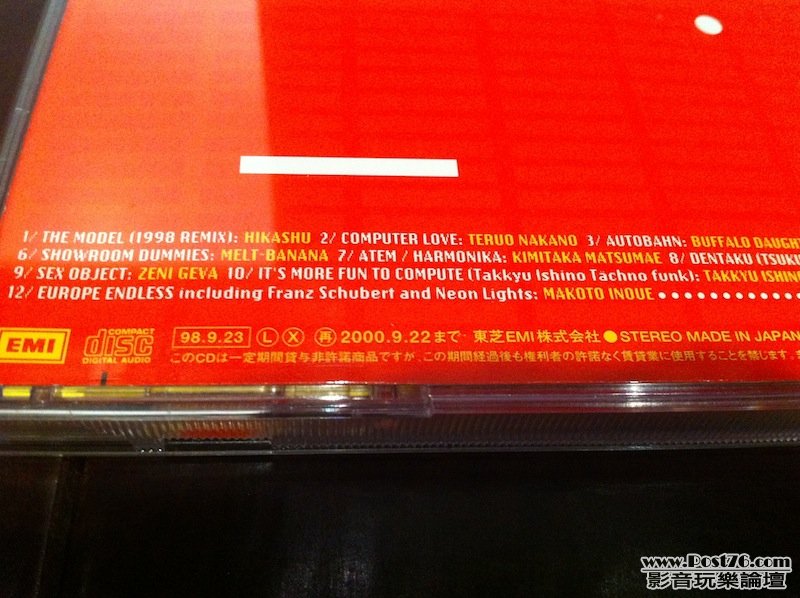 1/ THE MODEL (1998 REMIX): HIKASHU 2/ COMPUTER LOVE: TERUO NAKANO 3/ AUTOBAHN: BUFFALO DAUGH
6/ SHOWROOM DUMMIES: MELT-BANANA 7/ ATEM / HARMONIKA: KIMITAKA MATSUMAE 8/ DENTAKU (TSUKU
9/ SEX OBJECT: ZENI GEVA 10/ IT'S MORE FUN TO COMPUTE (Takkyu Ishino Tächno funk): TAKKYU ISHINO
12/ EUROPE ENDLESS including Franz Schubert and Neon Lights: MAKOTO INOUE
EMI COMPACT disc DIGITAL AUDIO 98.9.23 Ⓛ Ⓧ 再 2000.9.22まで 東芝EMI株式会社 ●STEREO MADE IN JAPAN
このCDは一定期間貸与非許諾商品ですが、この期間経過後も権利者の許諾なく賃貸業に使用することを禁じます。
www.Post76.com
影音玩樂論壇